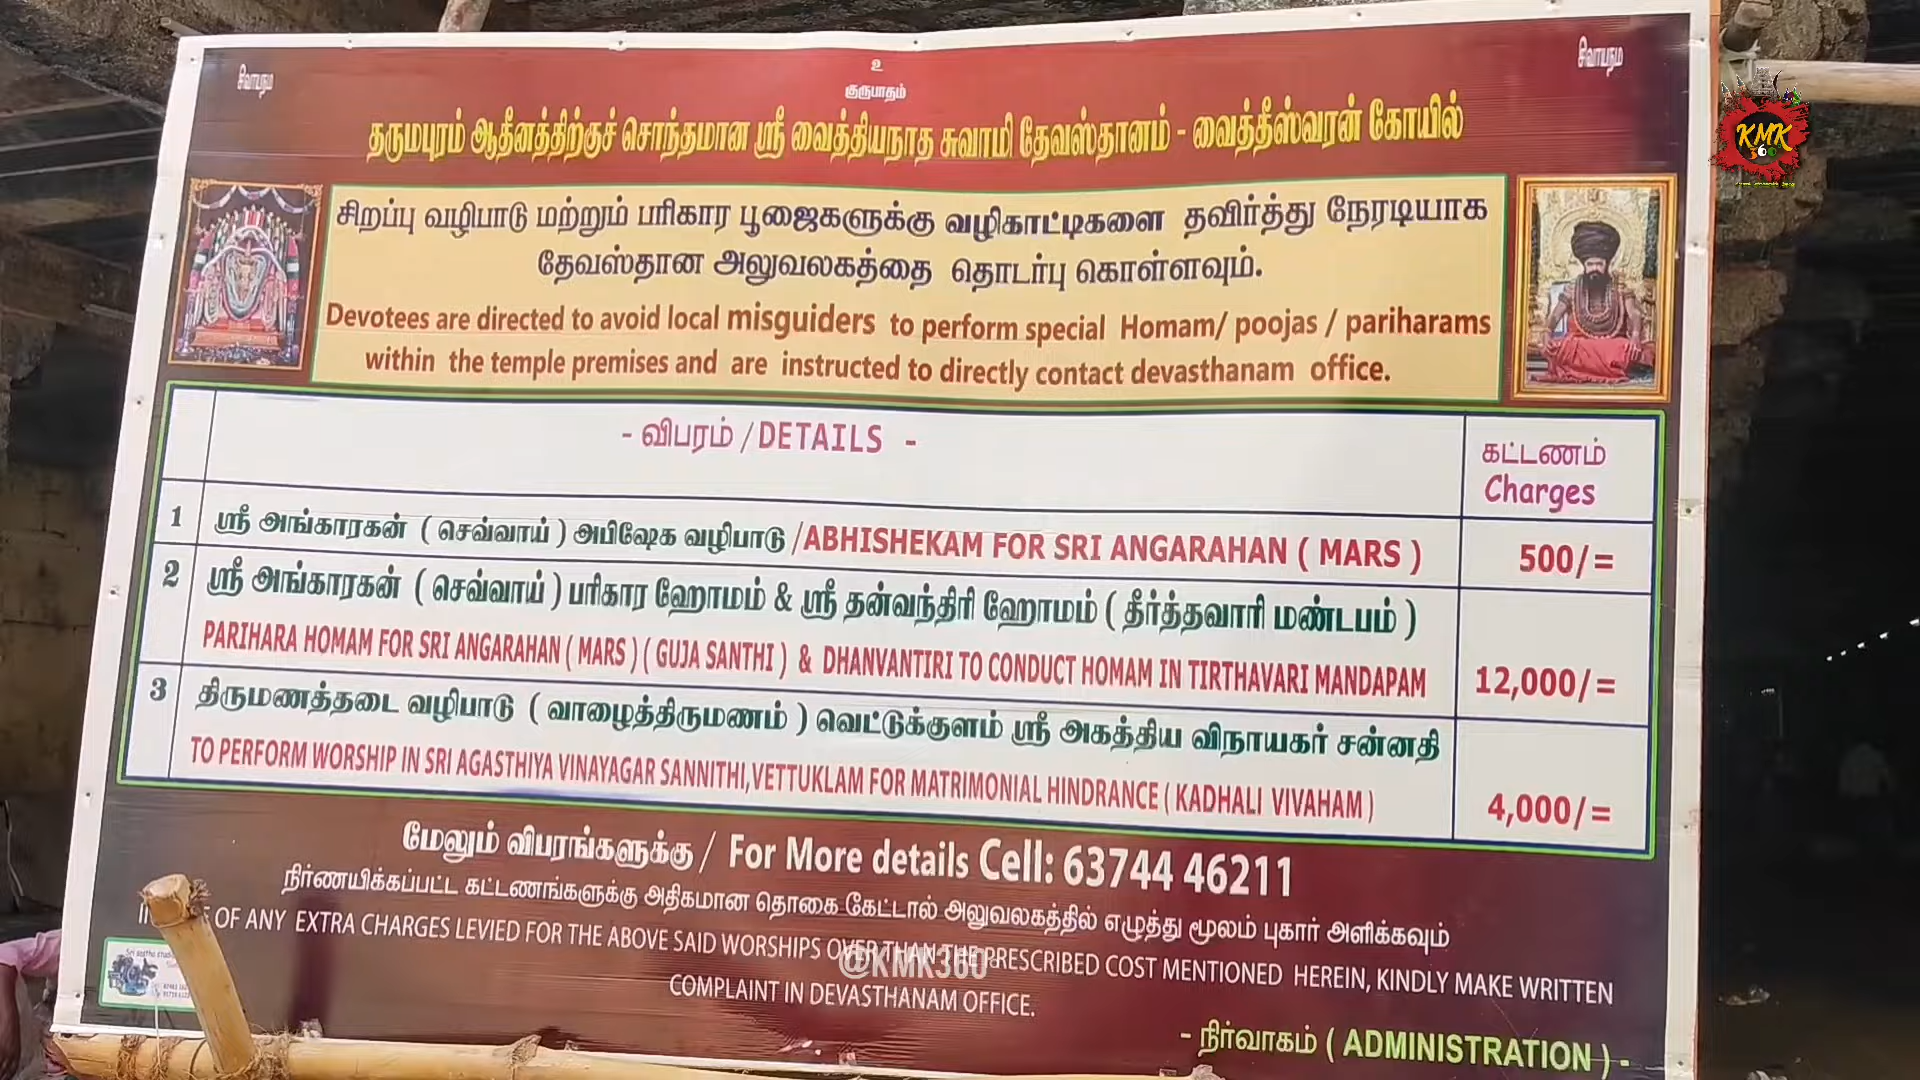 சிவாயநம
உ
சிவாயநம
குருபாதம்
தருமபுரம் ஆதீனத்திற்குச் சொந்தமான ஸ்ரீ வைத்தியநாத சுவாமி தேவஸ்தானம் - வைத்தீஸ்வரன் கோயில்
KMK
360
சிறப்பு வழிபாடு மற்றும் பரிகார பூஜைகளுக்கு வழிகாட்டிகளை தவிர்த்து நேரடியாக
தேவஸ்தான அலுவலகத்தை தொடர்பு கொள்ளவும்.
Devotees are directed to avoid local misguiders to perform special Homam/ poojas / pariharams
within the temple premises and are instructed to directly contact devasthanam office.
- விபரம் / DETAILS -
கட்டணம்
Charges
1 ஸ்ரீ அங்காரகன் ( செவ்வாய் ) அபிஷேக வழிபாடு /ABHISHEKAM FOR SRI ANGARAHAN ( MARS ) 500/=
2 ஸ்ரீ அங்காரகன் ( செவ்வாய் ) பரிகார ஹோமம் & ஸ்ரீ தன்வந்திரி ஹோமம் ( தீர்த்தவாரி மண்டபம் )
PARIHARA HOMAM FOR SRI ANGARAHAN ( MARS ) ( GUJA SANTHI ) & DHANVANTIRI TO CONDUCT HOMAM IN TIRTHAVARI MANDAPAM 12,000/=
3 திருமணத்தடை வழிபாடு ( வாழைத்திருமணம் ) வெட்டுக்குளம் ஸ்ரீ அகத்திய விநாயகர் சன்னதி
TO PERFORM WORSHIP IN SRI AGASTHIYA VINAYAGAR SANNITHI, VETTUKLAM FOR MATRIMONIAL HINDRANCE ( KADHALI VIVAHAM ) 4,000/=
மேலும் விபரங்களுக்கு / For More details Cell: 63744 46211
நிர்ணயிக்கப்பட்ட கட்டணங்களுக்கு அதிகமான தொகை கேட்டால் அலுவலகத்தில் எழுத்து மூலம் புகார் அளிக்கவும்
OF ANY EXTRA CHARGES LEVIED FOR THE ABOVE SAID WORSHIPS OVER THAN THE PRESCRIBED COST MENTIONED HEREIN, KINDLY MAKE WRITTEN
COMPLAINT IN DEVASTHANAM OFFICE.
@KMK360
- நிர்வாகம் ( ADMINISTRATION ) -